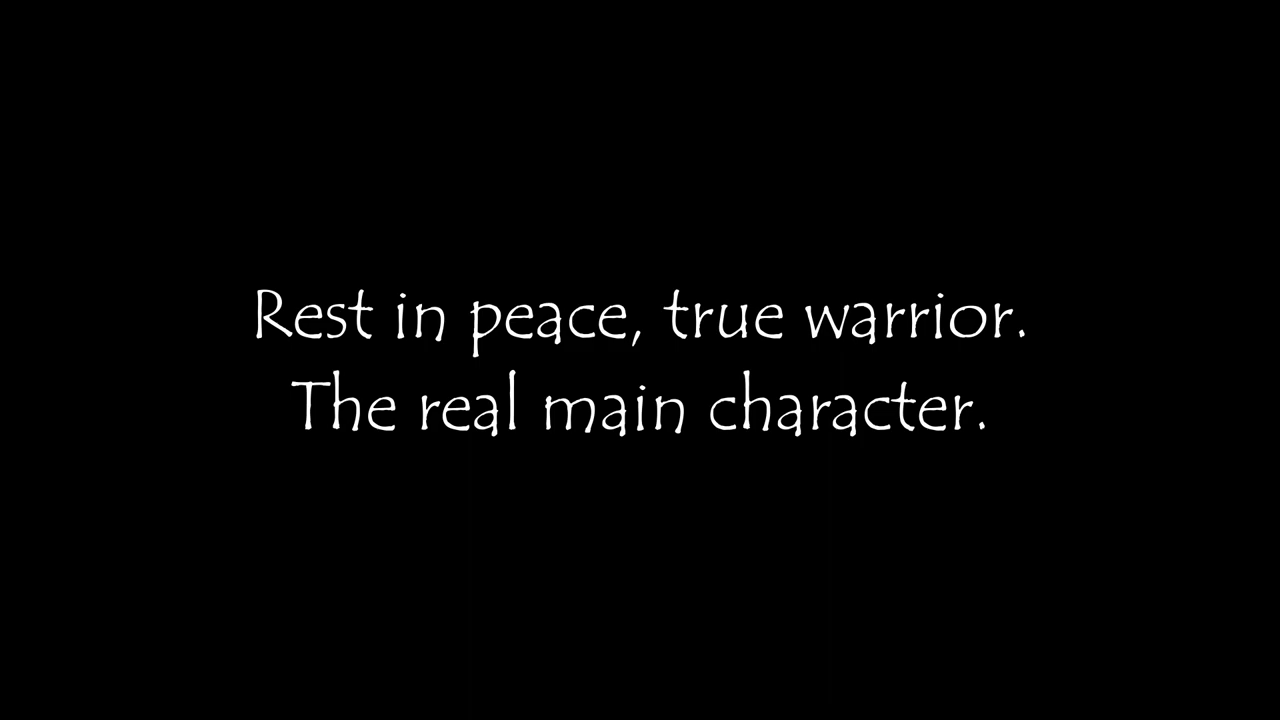 Rest in peace, true warrior.
The real main character.